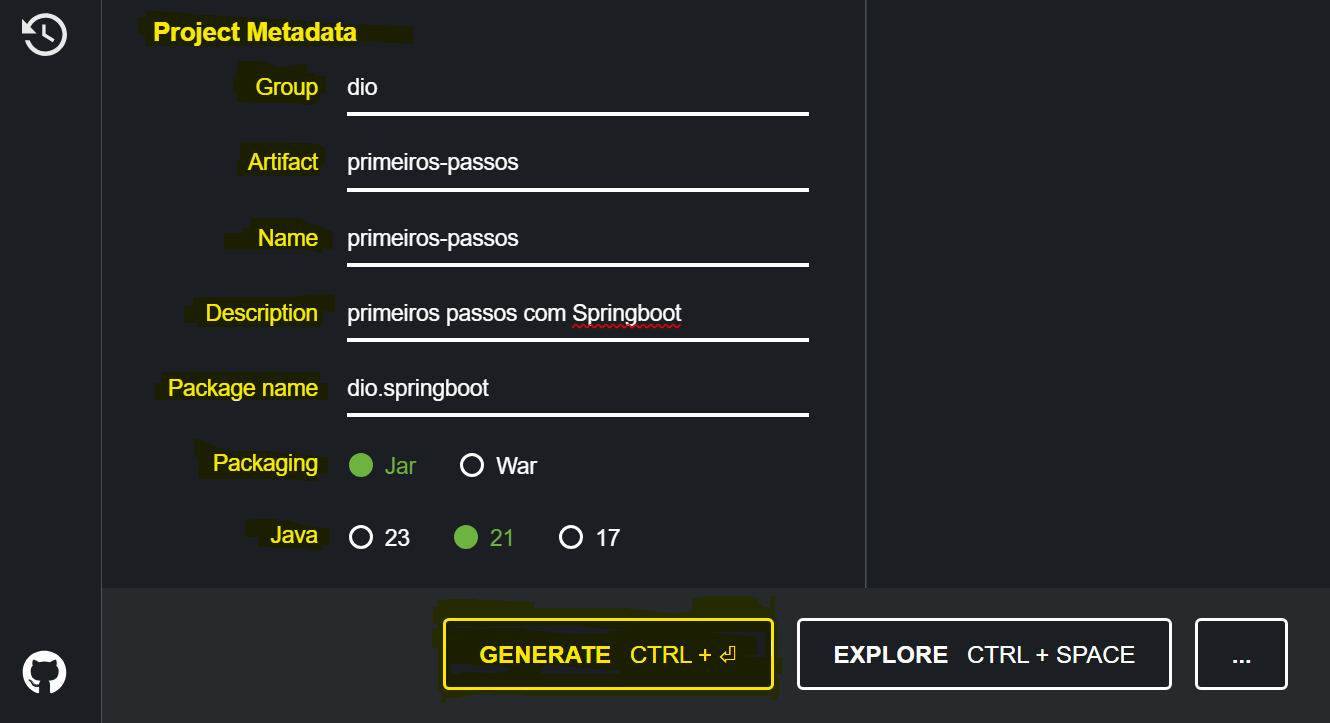 Project Metadata
Group dio
Artifact primeiros-passos
Name primeiros-passos
Description primeiros passos com Springboot
Package name dio.springboot
Packaging Jar War
Java 23 21 17
GENERATE CTRL + ⏎ EXPLORE CTRL + SPACE ...